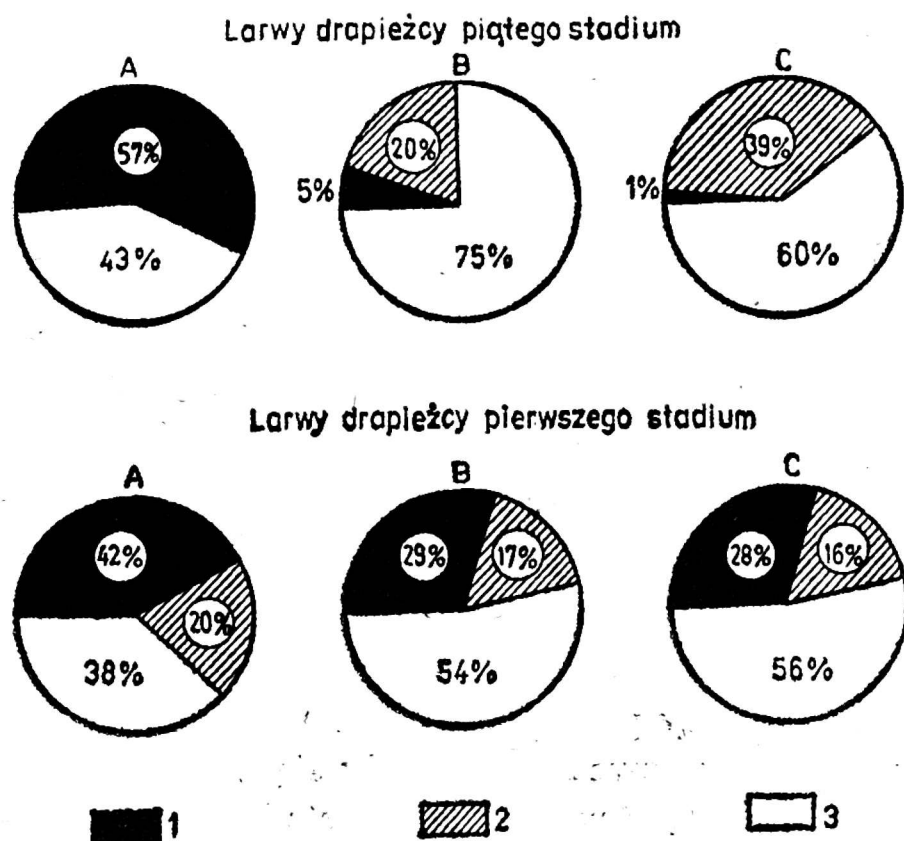 Larwy drapieżcy piątego stadium
A B C
57% 20% 39%
5% 1%
43% 75% 60%
Larwy drapieżcy pierwszego stadium
A B C
42% 29% 17% 28% 16%
20%
38% 54% 56%
1 2 3